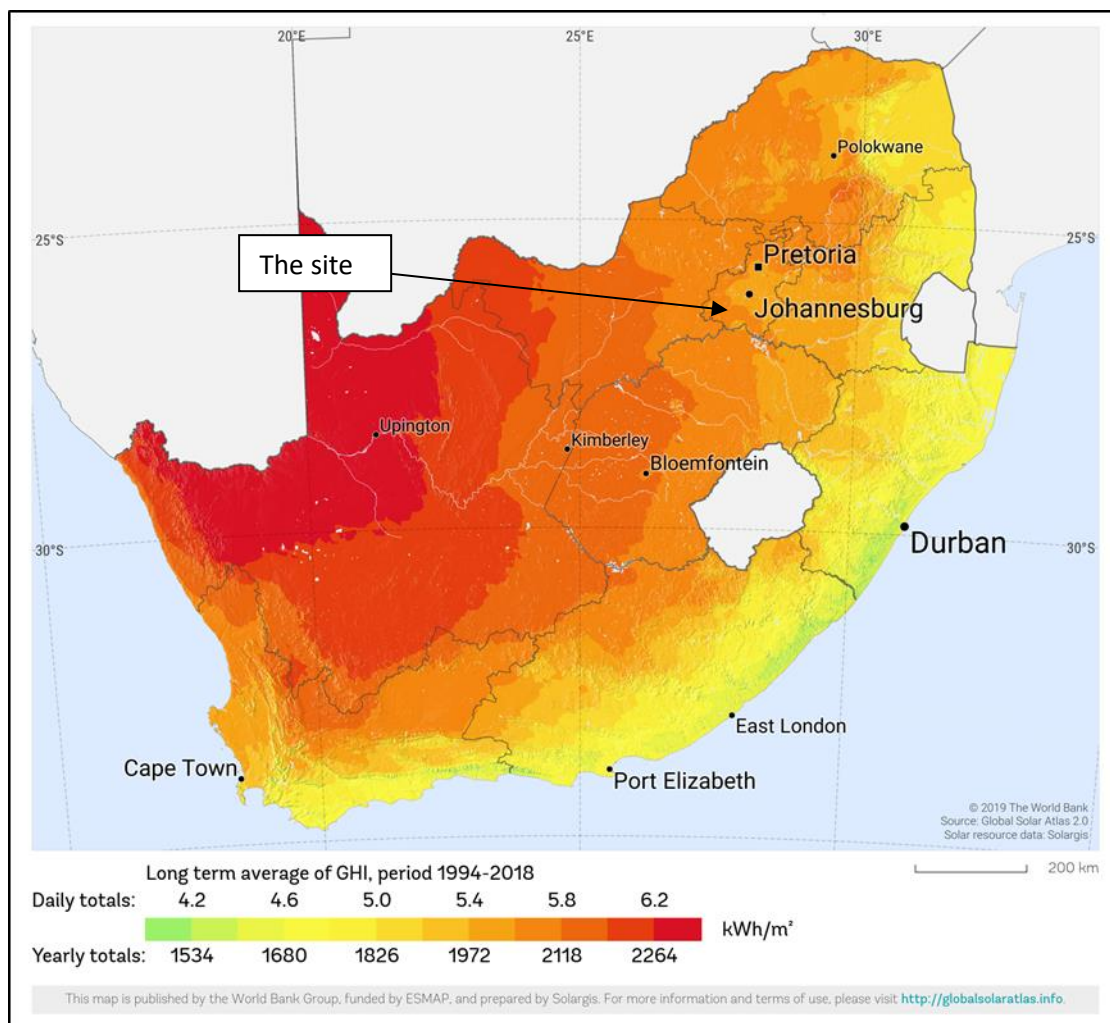 20°E 25°E 30°E
Polokwane
25°S 25°S
The site
Pretoria
Johannesburg
Upington
Kimberley
Bloemfontein
30°S 30°S
Durban
East London
Cape Town
Port Elizabeth
© 2019 The World Bank
Source: Global Solar Atlas 2.0
Solar resource data: Solargis
200 km
Long term average of GHI, period 1994-2018
Daily totals: 4.2 4.6 5.0 5.4 5.8 6.2
kWh/m²
Yearly totals: 1534 1680 1826 1972 2118 2264
This map is published by the World Bank Group, funded by ESMAP, and prepared by Solargis. For more information and terms of use, please visit http://globalsolaratlas.info.